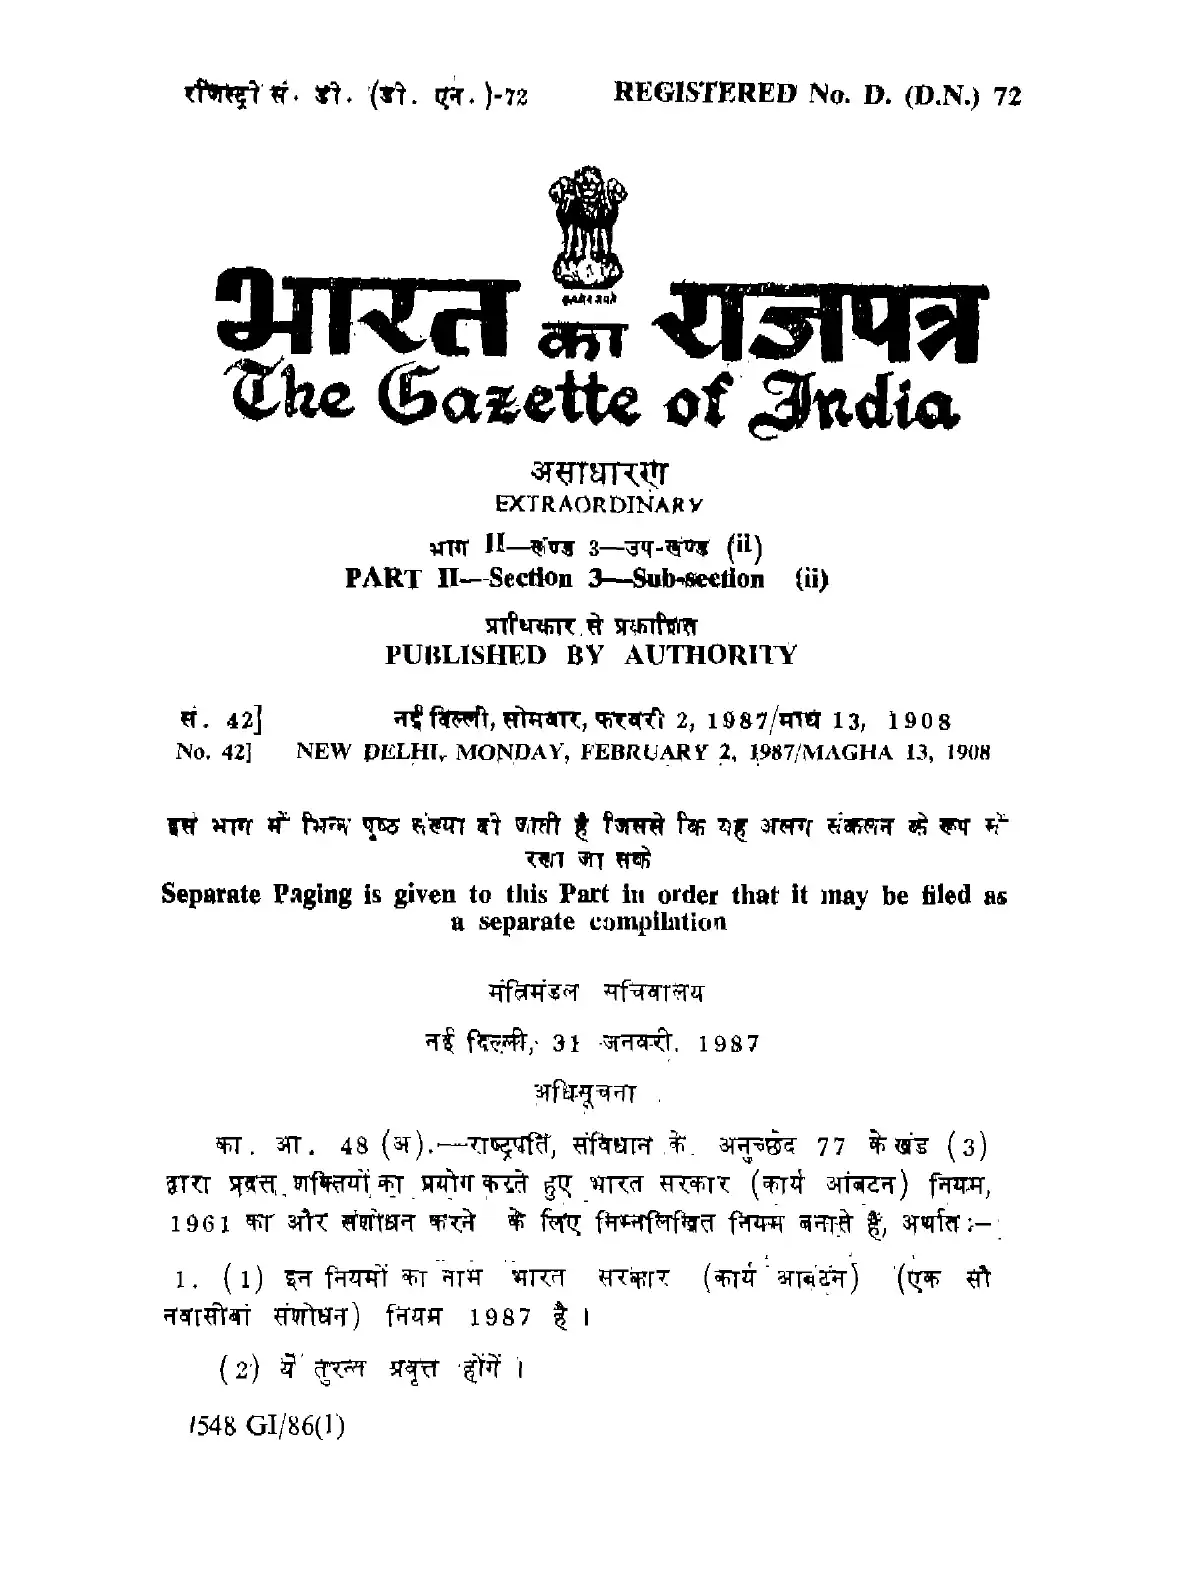 रजिस्ट्री सं. डी. (डी. एन.)-72
REGISTERED No. D. (D.N.) 72
भारत का राजपत्र
The Gazette of India
असाधारण
EXTRAORDINARY
भाग II—खण्ड 3—उप-खण्ड (ii)
PART II—Section 3—Sub-section (ii)
प्राधिकार से प्रकाशित
PUBLISHED BY AUTHORITY
सं. 42] नई दिल्ली, सोमवार, फरवरी 2, 1987/माघ 13, 1908
No. 42] NEW DELHI, MONDAY, FEBRUARY 2, 1987/MAGHA 13, 1908
इस भाग में भिन्न पृष्ठ संख्या दी जाती है जिससे कि यह अलग संकलन के रूप में
रखा जा सके
Separate Paging is given to this Part in order that it may be filed as
a separate compilation
मंत्रिमंडल सचिवालय
नई दिल्ली, 31 जनवरी, 1987
अधिसूचना
का. आ. 48 (अ).—राष्ट्रपति, संविधान के अनुच्छेद 77 के खंड (3)
द्वारा प्रदत्त शक्तियों का प्रयोग करते हुए भारत सरकार (कार्य आंबटन) नियम,
1961 का और संशोधन करने के लिए निम्नलिखित नियम बनाते हैं, अर्थात :—
1. (1) इन नियमों का नाम भारत सरकार (कार्य आबंटन) (एक सौ
नवासीवां संशोधन) नियम 1987 है ।
(2) ये तुरन्त प्रवृत्त होंगें ।
1548 GI/86(1)